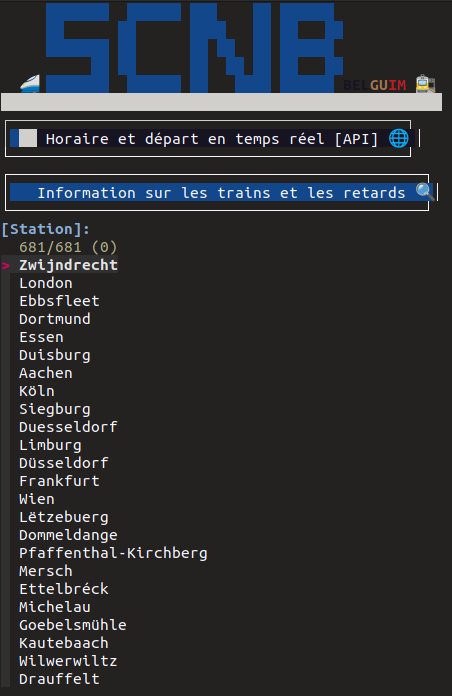 SCNB
BELGUIM
Horaire et départ en temps réel [API]
Information sur les trains et les retards
[Station]:
681/681 (0)
> Zwijndrecht
London
Ebbsfleet
Dortmund
Essen
Duisburg
Aachen
Köln
Siegburg
Duesseldorf
Limburg
Düsseldorf
Frankfurt
Wien
Lëtzebuerg
Dommeldange
Pfaffenthal-Kirchberg
Mersch
Ettelbréck
Michelau
Goebelsmühle
Kautebaach
Wilwerwiltz
Drauffelt